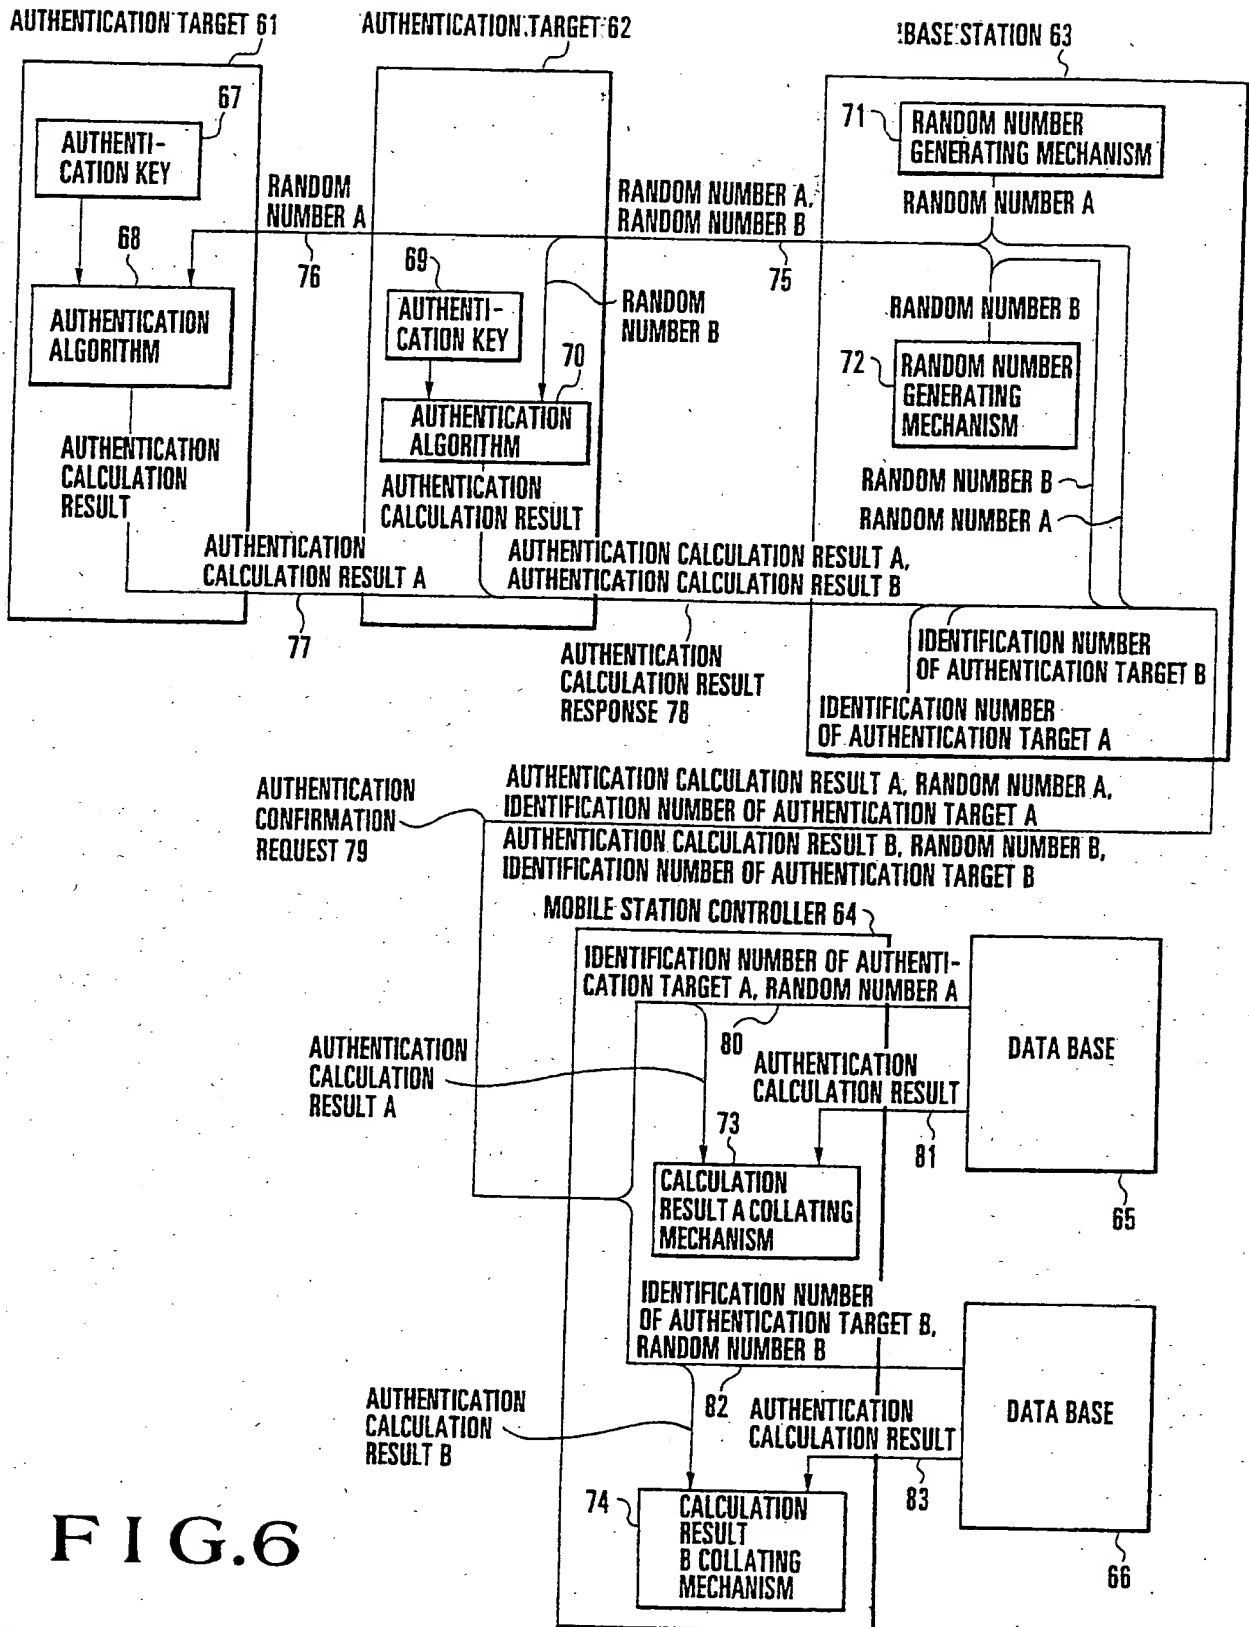 AUTHENTICATION TARGET 61
AUTHENTICATION TARGET 62
BASE STATION 63
67
AUTHENTI-
CATION KEY
68
AUTHENTICATION
ALGORITHM
AUTHENTICATION
CALCULATION
RESULT
RANDOM
NUMBER A
76
69
AUTHENTI-
CATION KEY
70
AUTHENTICATION
ALGORITHM
AUTHENTICATION
CALCULATION RESULT
RANDOM NUMBER A,
RANDOM NUMBER B
75
RANDOM
NUMBER B
71
RANDOM NUMBER
GENERATING MECHANISM
RANDOM NUMBER A
RANDOM NUMBER B
72
RANDOM NUMBER
GENERATING
MECHANISM
RANDOM NUMBER B
RANDOM NUMBER A
AUTHENTICATION
CALCULATION RESULT A
77
AUTHENTICATION CALCULATION RESULT A,
AUTHENTICATION CALCULATION RESULT B
AUTHENTICATION
CALCULATION RESULT
RESPONSE 78
IDENTIFICATION NUMBER
OF AUTHENTICATION TARGET B
IDENTIFICATION NUMBER
OF AUTHENTICATION TARGET A
AUTHENTICATION
CONFIRMATION
REQUEST 79
AUTHENTICATION CALCULATION RESULT A, RANDOM NUMBER A,
IDENTIFICATION NUMBER OF AUTHENTICATION TARGET A
AUTHENTICATION CALCULATION RESULT B, RANDOM NUMBER B,
IDENTIFICATION NUMBER OF AUTHENTICATION TARGET B
MOBILE STATION CONTROLLER 64
IDENTIFICATION NUMBER OF AUTHENTI-
CATION TARGET A, RANDOM NUMBER A
80
AUTHENTICATION
CALCULATION
RESULT A
AUTHENTICATION
CALCULATION RESULT
81
DATA BASE
65
73
CALCULATION
RESULT A COLLATING
MECHANISM
IDENTIFICATION NUMBER
OF AUTHENTICATION TARGET B,
RANDOM NUMBER B
82
AUTHENTICATION
CALCULATION
RESULT B
AUTHENTICATION
CALCULATION RESULT
83
DATA BASE
66
74
CALCULATION
RESULT
B COLLATING
MECHANISM
FIG.6